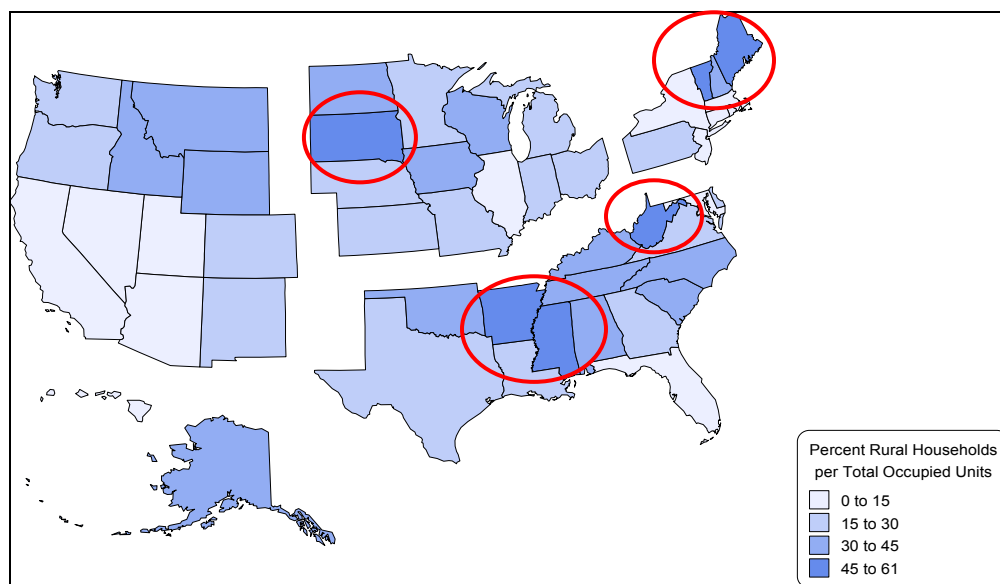 Percent Rural Households
per Total Occupied Units
0 to 15
15 to 30
30 to 45
45 to 61